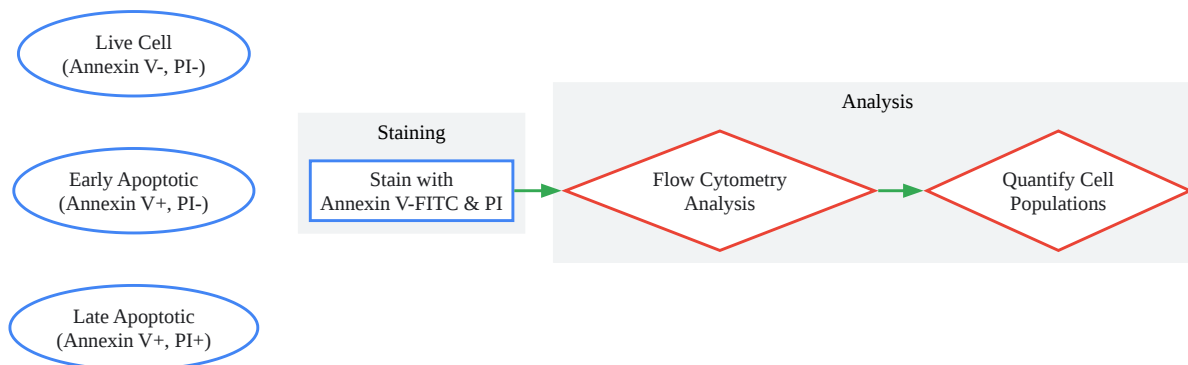 Live Cell
(Annexin V-, PI-)
Early Apoptotic
(Annexin V+, PI-)
Late Apoptotic
(Annexin V+, PI+)
Staining
Stain with
Annexin V-FITC & PI
Analysis
Flow Cytometry
Analysis
Quantify Cell
Populations